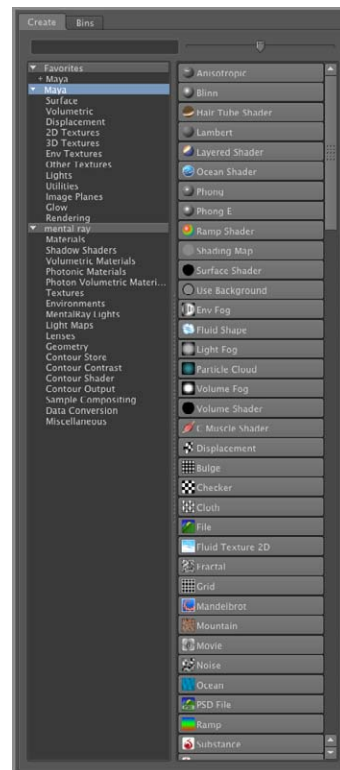 Create Bins
Favorites
+ Maya
Maya
Surface
Volumetric
Displacement
2D Textures
3D Textures
Env Textures
Other Textures
Lights
Utilities
Image Planes
Glow
Rendering
mental ray
Materials
Shadow Shaders
Volumetric Materials
Photonic Materials
Photon Volumetric Materi...
Textures
Environments
MentalRay Lights
Light Maps
Lenses
Geometry
Contour Store
Contour Contrast
Contour Shader
Contour Output
Sample Compositing
Data Conversion
Miscellaneous
Anisotropic
Blinn
Hair Tube Shader
Lambert
Layered Shader
Ocean Shader
Phong
Phong E
Ramp Shader
Shading Map
Surface Shader
Use Background
Env Fog
Fluid Shape
Light Fog
Particle Cloud
Volume Fog
Volume Shader
C Muscle Shader
Displacement
Bulge
Checker
Cloth
File
Fluid Texture 2D
Fractal
Grid
Mandelbrot
Mountain
Movie
Noise
Ocean
PSD File
Ramp
Substance